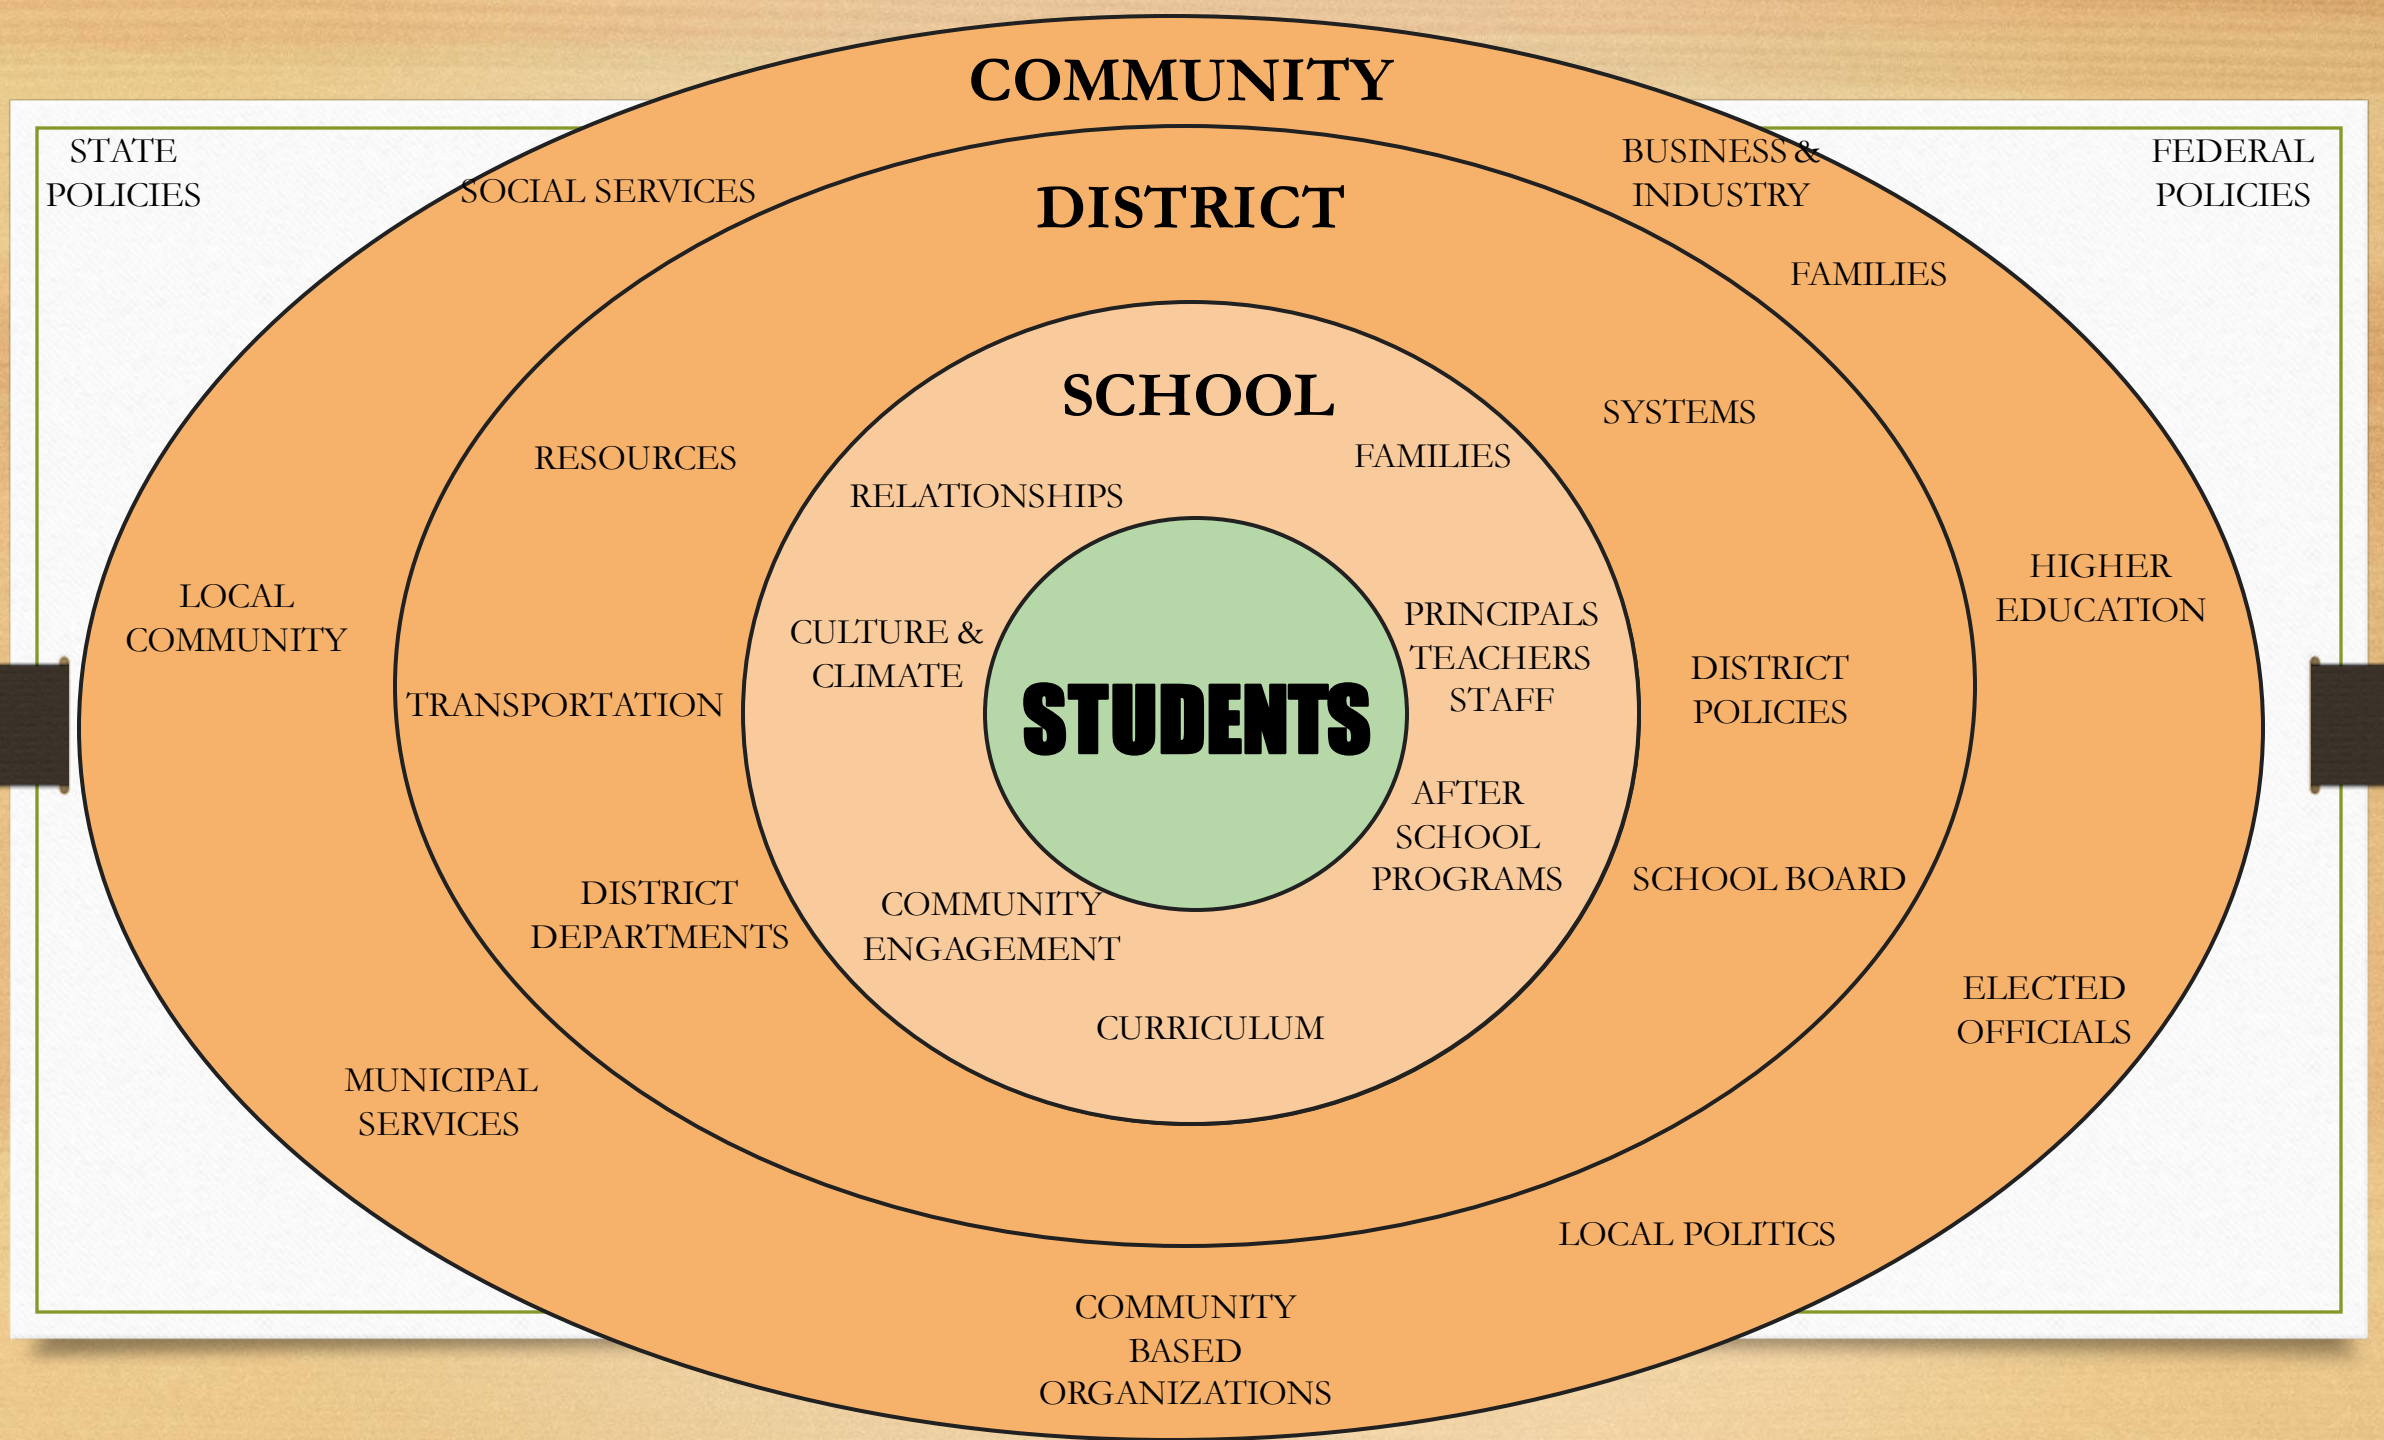 COMMUNITY
STATE
POLICIES
SOCIAL SERVICES
BUSINESS &
INDUSTRY
FEDERAL
POLICIES
DISTRICT
FAMILIES
SCHOOL
SYSTEMS
RESOURCES
FAMILIES
RELATIONSHIPS
HIGHER
EDUCATION
LOCAL
COMMUNITY
CULTURE &
CLIMATE
PRINCIPALS
TEACHERS
STAFF
DISTRICT
POLICIES
TRANSPORTATION
STUDENTS
AFTER
SCHOOL
PROGRAMS
SCHOOL BOARD
DISTRICT
DEPARTMENTS
COMMUNITY
ENGAGEMENT
ELECTED
OFFICIALS
CURRICULUM
MUNICIPAL
SERVICES
LOCAL POLITICS
COMMUNITY
BASED
ORGANIZATIONS